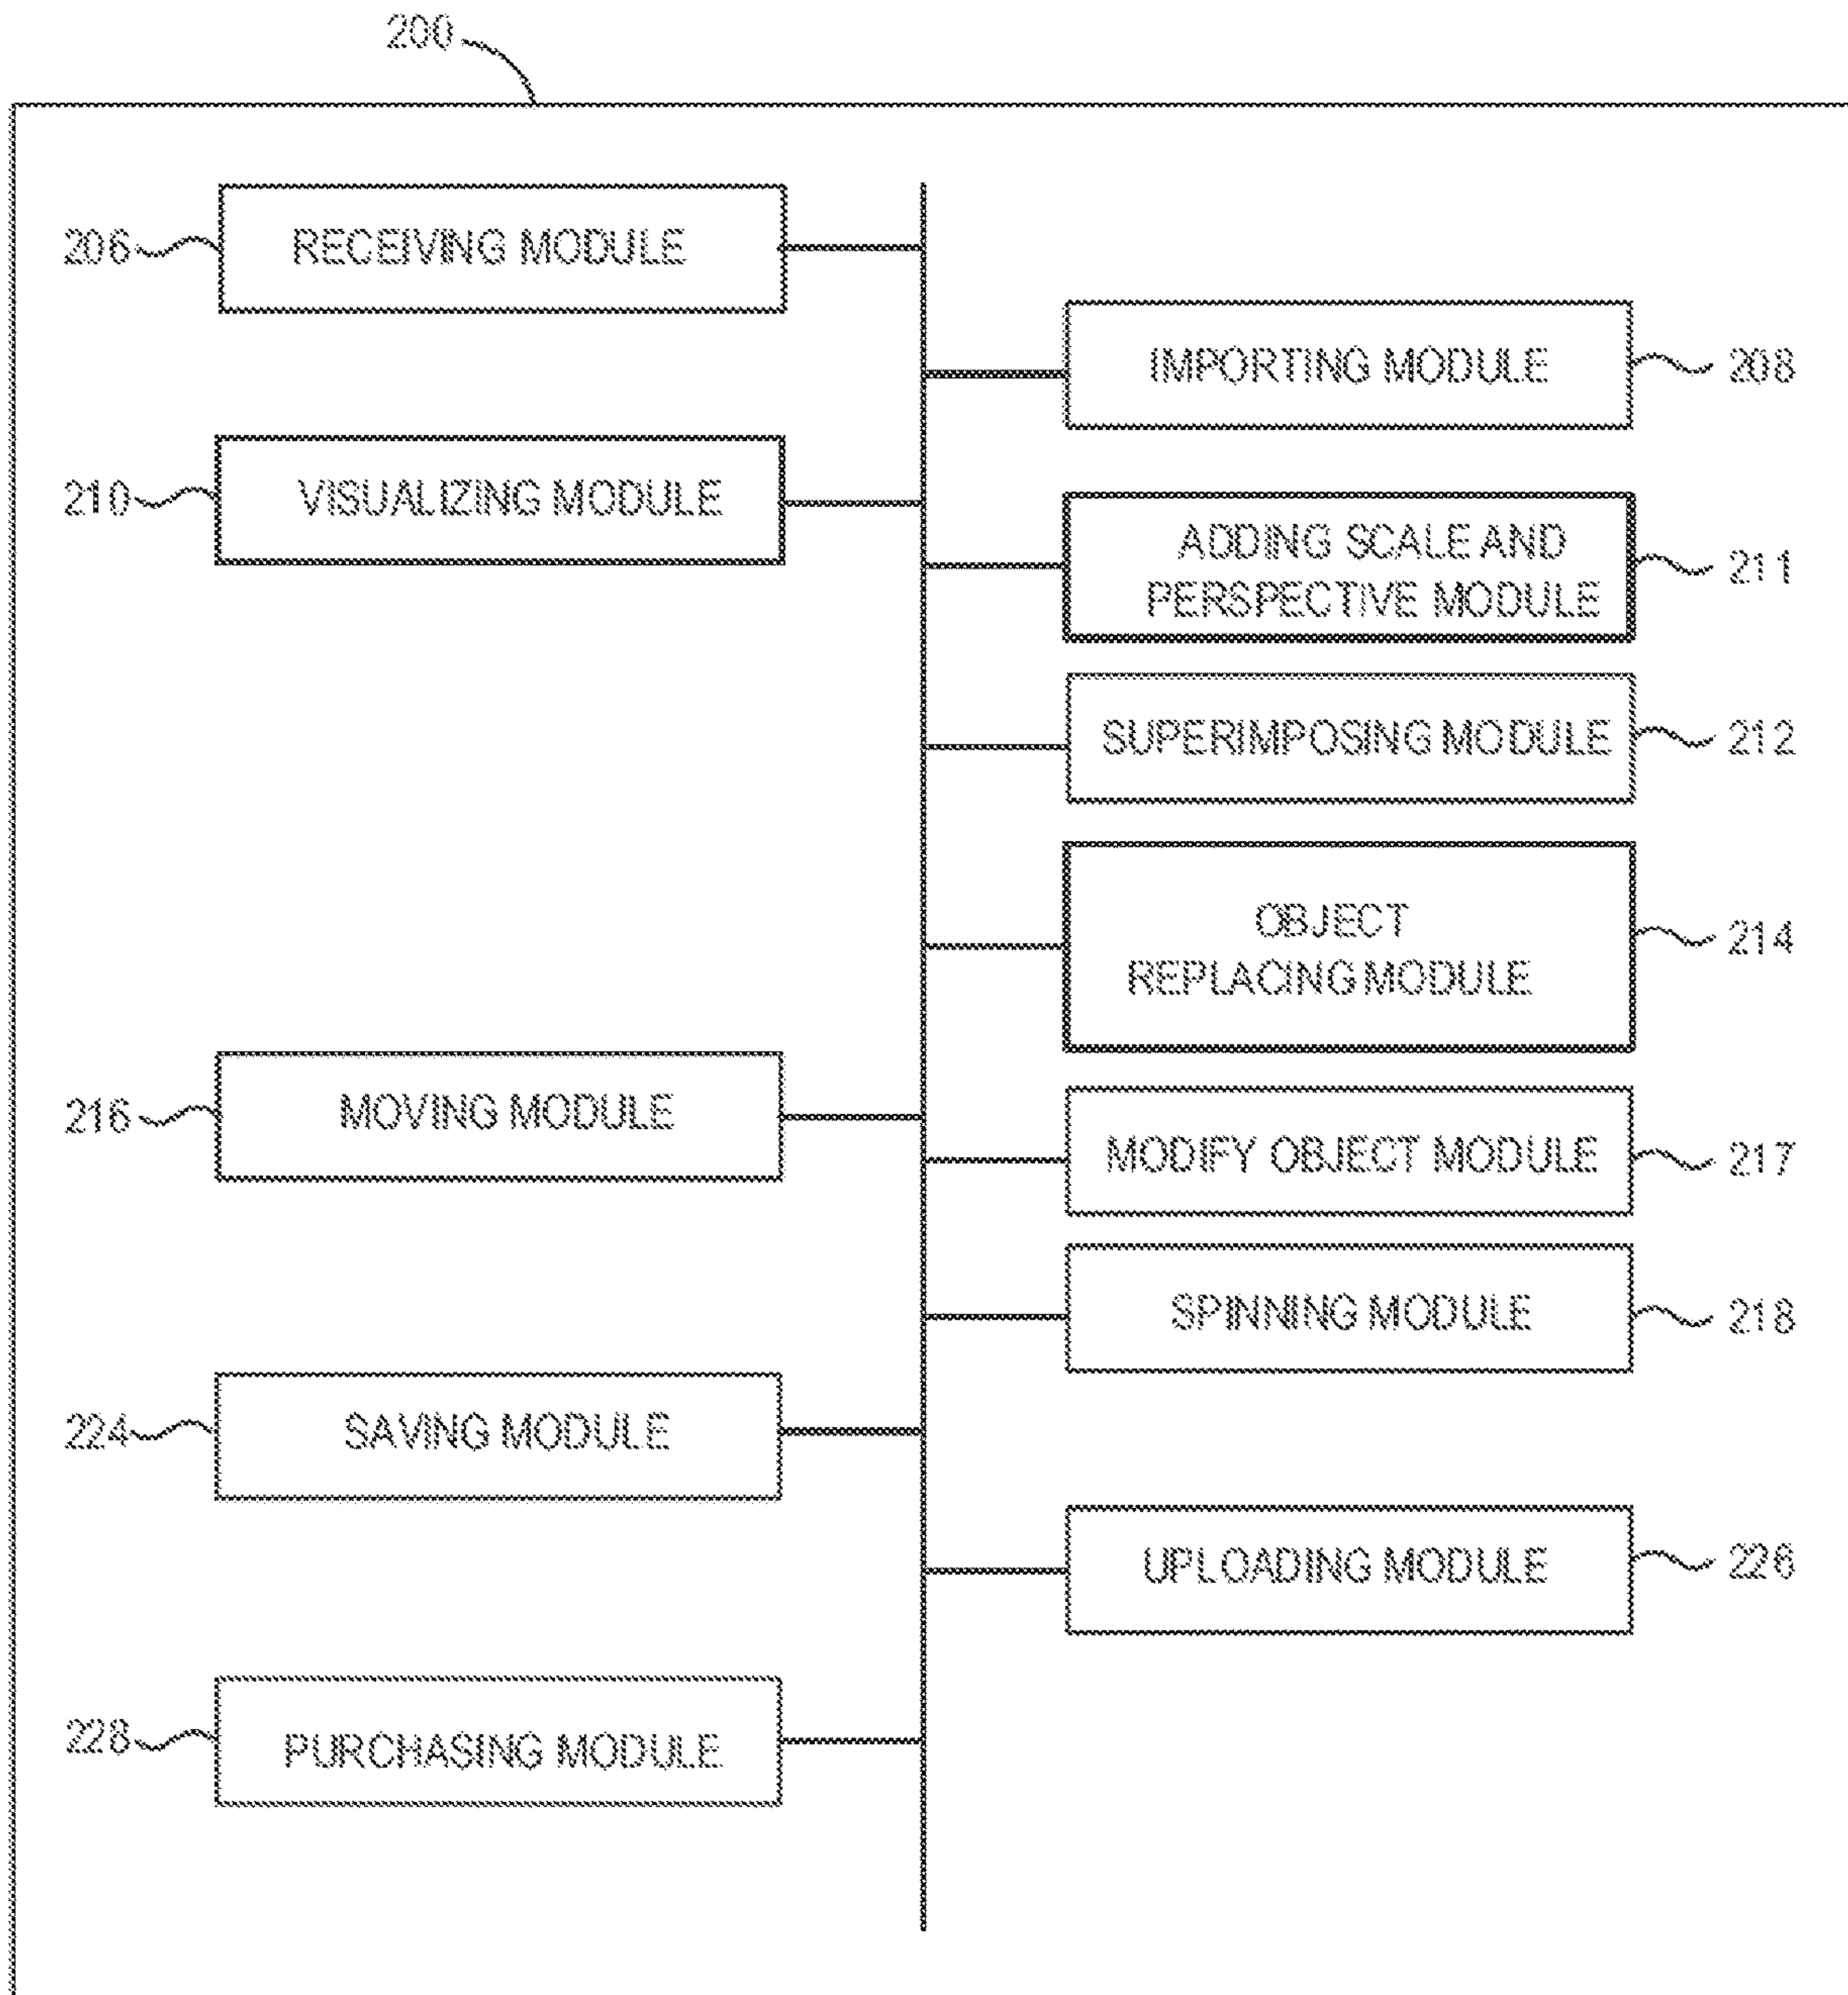 200
206
RECEIVING MODULE
IMPORTING MODULE
208
210
VISUALIZING MODULE
ADDING SCALE AND
PERSPECTIVE MODULE
211
SUPERIMPOSING MODULE
212
OBJECT
REPLACING MODULE
214
216
MOVING MODULE
MODIFY OBJECT MODULE
217
SPINNING MODULE
218
224
SAVING MODULE
UPLOADING MODULE
226
228
PURCHASING MODULE